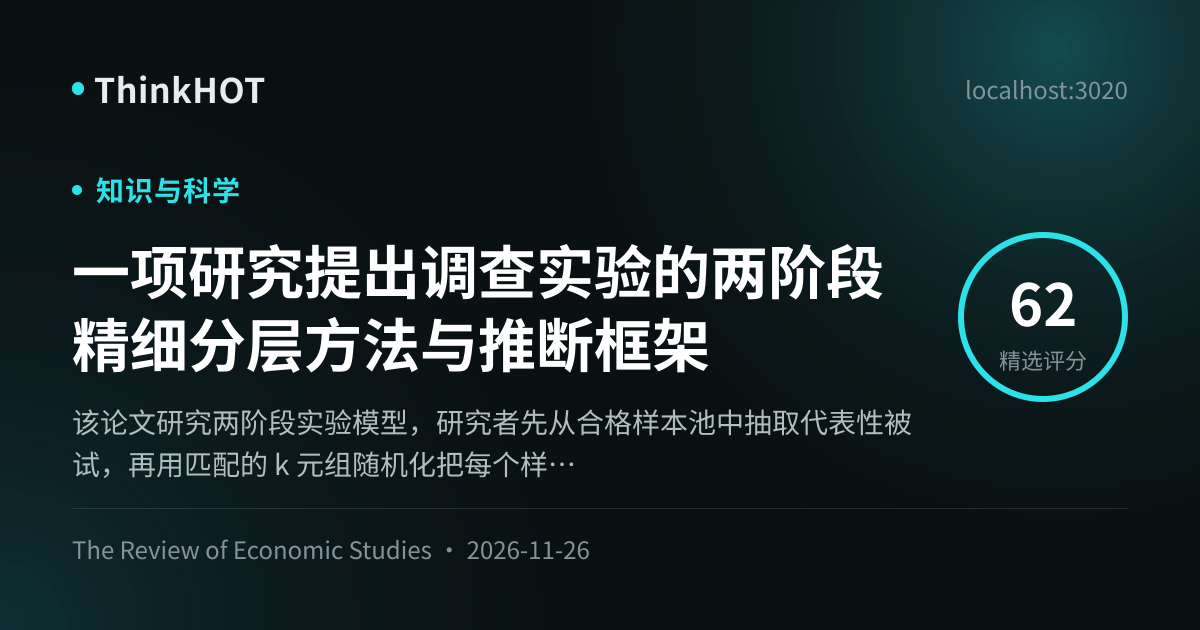 ThinkHOT
localhost:3020
知识与科学
一项研究提出调查实验的两阶段
精细分层方法与推断框架
62
精选评分
该论文研究两阶段实验模型，研究者先从合格样本池中抽取代表性被
试，再用匹配的 k 元组随机化把每个样…
The Review of Economic Studies · 2026-11-26